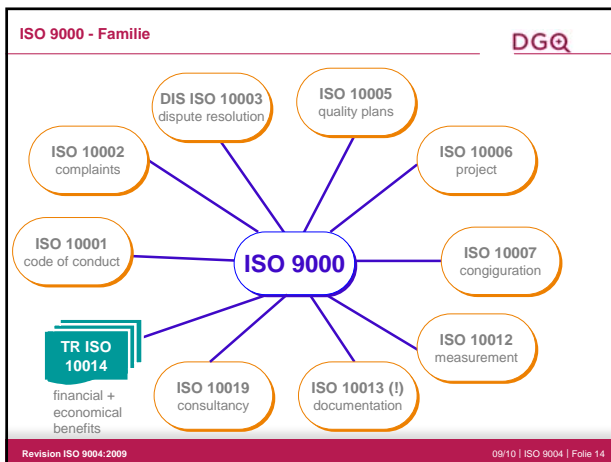 ISO 9000 - Familie
DGQ
DIS ISO 10003
dispute resolution
ISO 10005
quality plans
ISO 10002
complaints
ISO 10006
project
ISO 10001
code of conduct
ISO 9000
ISO 10007
congiguration
TR ISO
10014
financial +
economical
benefits
ISO 10019
consultancy
ISO 10013 (!)
documentation
ISO 10012
measurement
Revision ISO 9004:2009
09/10 | ISO 9004 | Folie 14